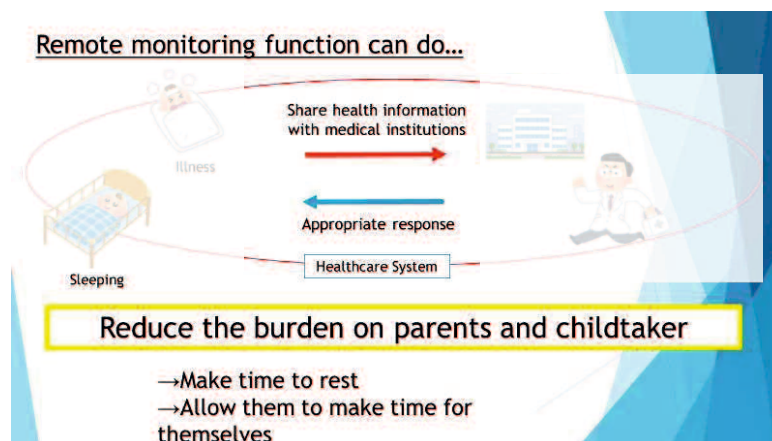 Remote monitoring function can do…
Share health information
with medical institutions
Illness
Appropriate response
Healthcare System
Sleeping
Reduce the burden on parents and childtaker
→Make time to rest
→Allow them to make time for
themselves